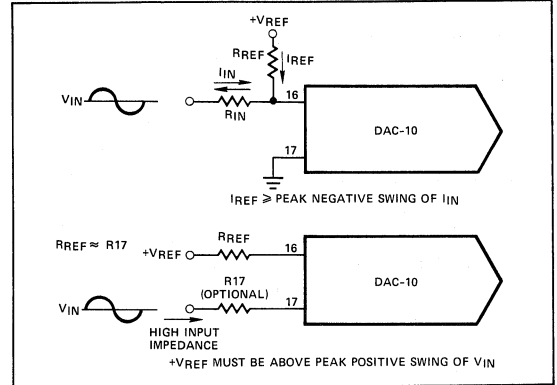 +VREF
RREF
IREF
IIN
VIN
RIN
16
17
DAC-10
IREF ⩾ PEAK NEGATIVE SWING OF IIN
RREF ≈ R17
+VREF
RREF
16
DAC-10
VIN
R17
(OPTIONAL)
17
HIGH INPUT
IMPEDANCE
+VREF MUST BE ABOVE PEAK POSITIVE SWING OF VIN